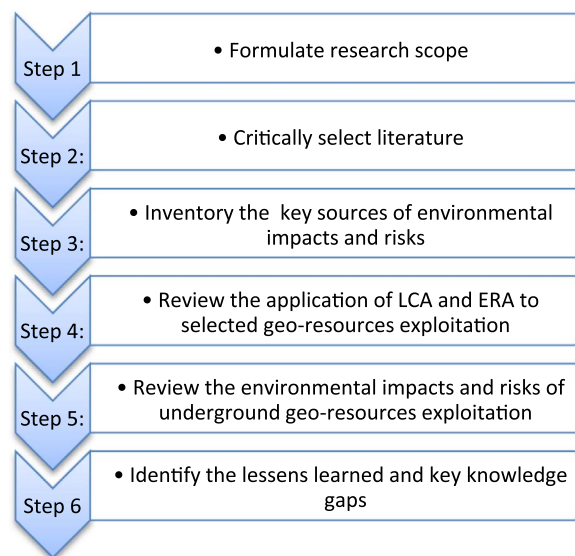 Step 1
• Formulate research scope
Step 2:
• Critically select literature
Step 3:
• Inventory the key sources of environmental
impacts and risks
Step 4:
• Review the application of LCA and ERA to
selected geo-resources exploitation
Step 5:
• Review the environmental impacts and risks of
underground geo-resources exploitation
Step 6
• Identify the lessens learned and key knowledge
gaps